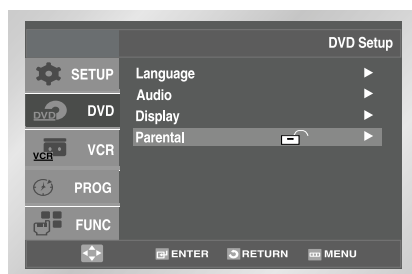 DVD Setup
SETUP
DVD DVD
VCR VCR
PROG
FUNC
Language ►
Audio ►
Display ►
Parental ►
ENTER RETURN MENU